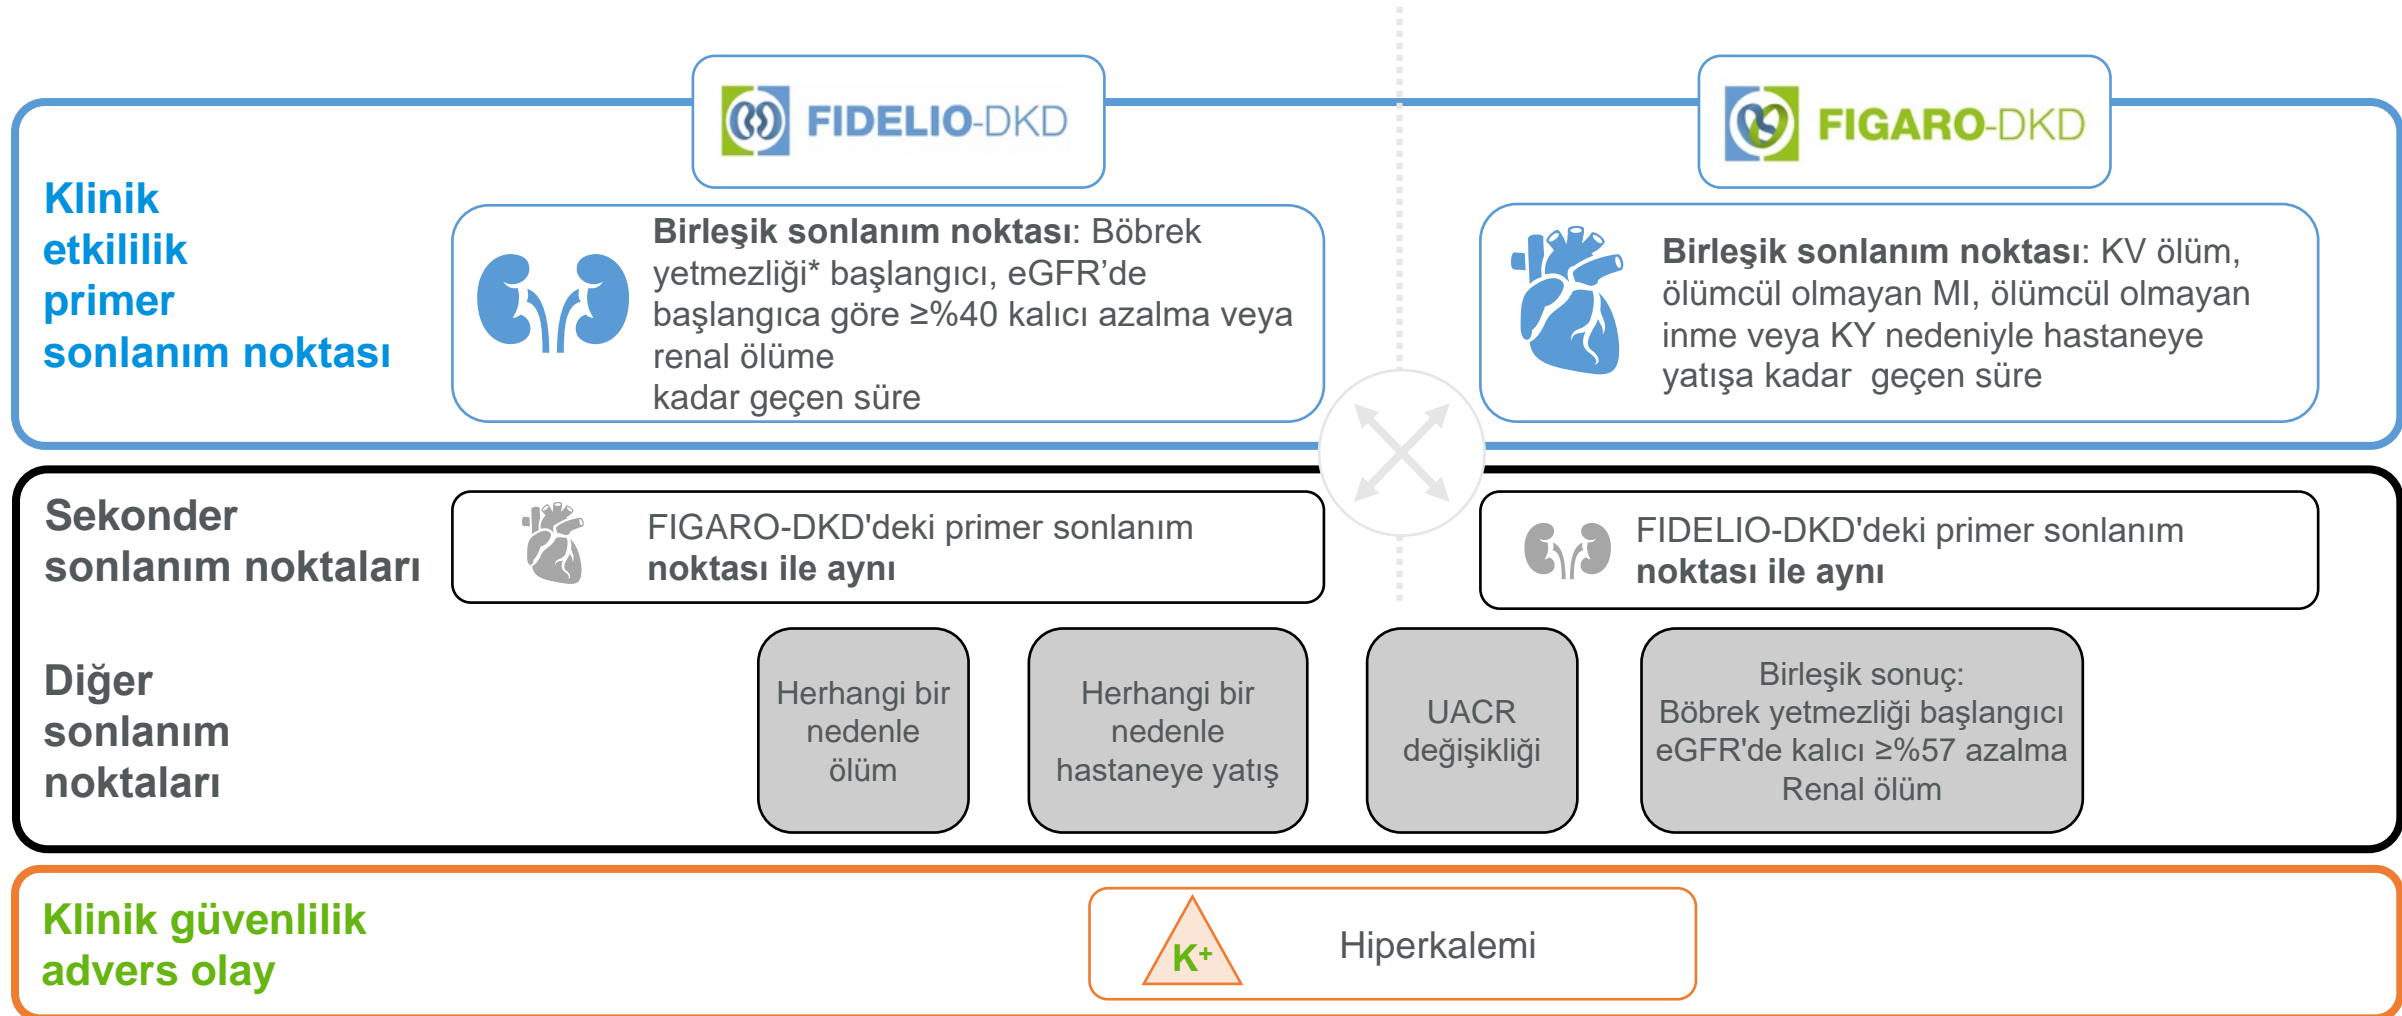 FIDELIO-DKD
FIGARO-DKD
Klinik
etkililik
primer
sonlanım noktası
Birleşik sonlanım noktası: Böbrek
yetmezliği* başlangıcı, eGFR’de
başlangıca göre ≥%40 kalıcı azalma veya
renal ölüme
kadar geçen süre
Birleşik sonlanım noktası: KV ölüm,
ölümcül olmayan MI, ölümcül olmayan
inme veya KY nedeniyle hastaneye
yatışa kadar  geçen süre
Sekonder
sonlanım noktaları
FIGARO-DKD'deki primer sonlanım
noktası ile aynı
FIDELIO-DKD'deki primer sonlanım
noktası ile aynı
Diğer
sonlanım
noktaları
Herhangi bir
nedenle
ölüm
Herhangi bir
nedenle
hastaneye yatış
UACR
değişikliği
Birleşik sonuç:
Böbrek yetmezliği başlangıcı
eGFR'de kalıcı ≥%57 azalma
Renal ölüm
Klinik güvenlilik
advers olay
K⁺
Hiperkalemi